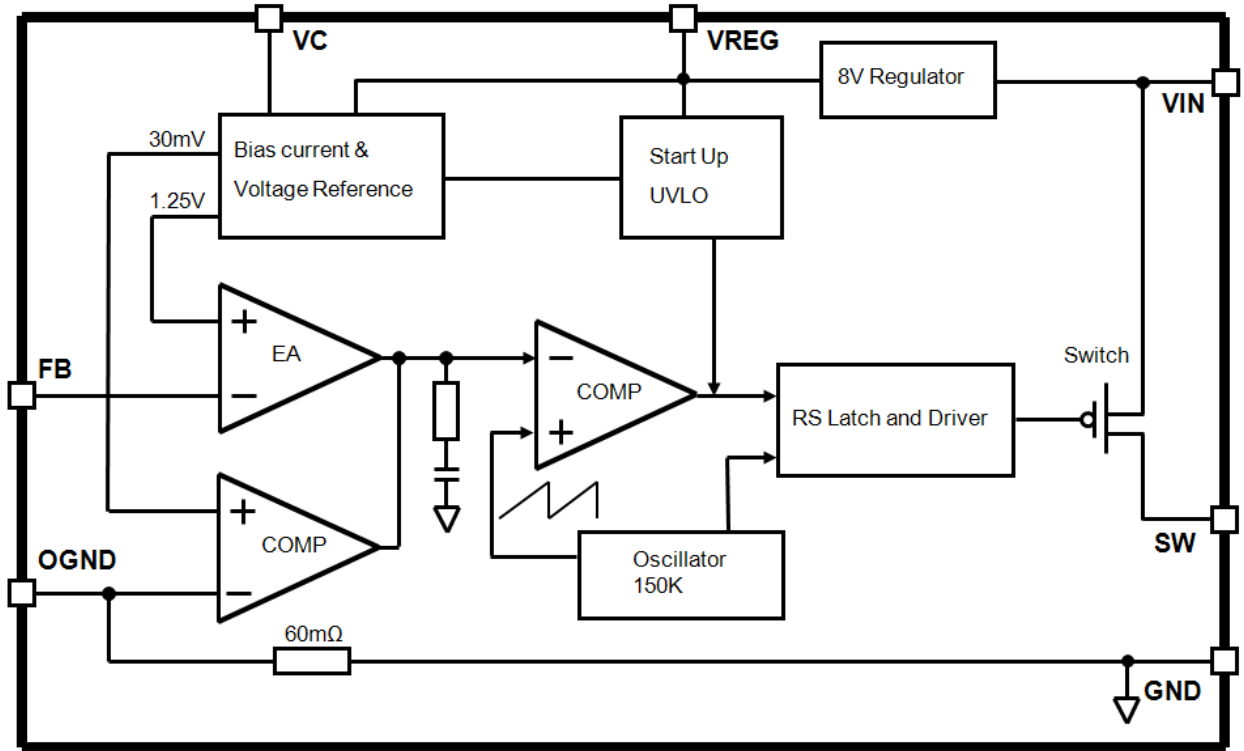 VC
VREG
8V Regulator
VIN
30mV
Bias current &
Voltage Reference
Start Up
UVLO
1.25V
+
EA
−
FB
−
COMP
+
Switch
RS Latch and Driver
+
COMP
−
OGND
Oscillator
150K
SW
60mΩ
GND